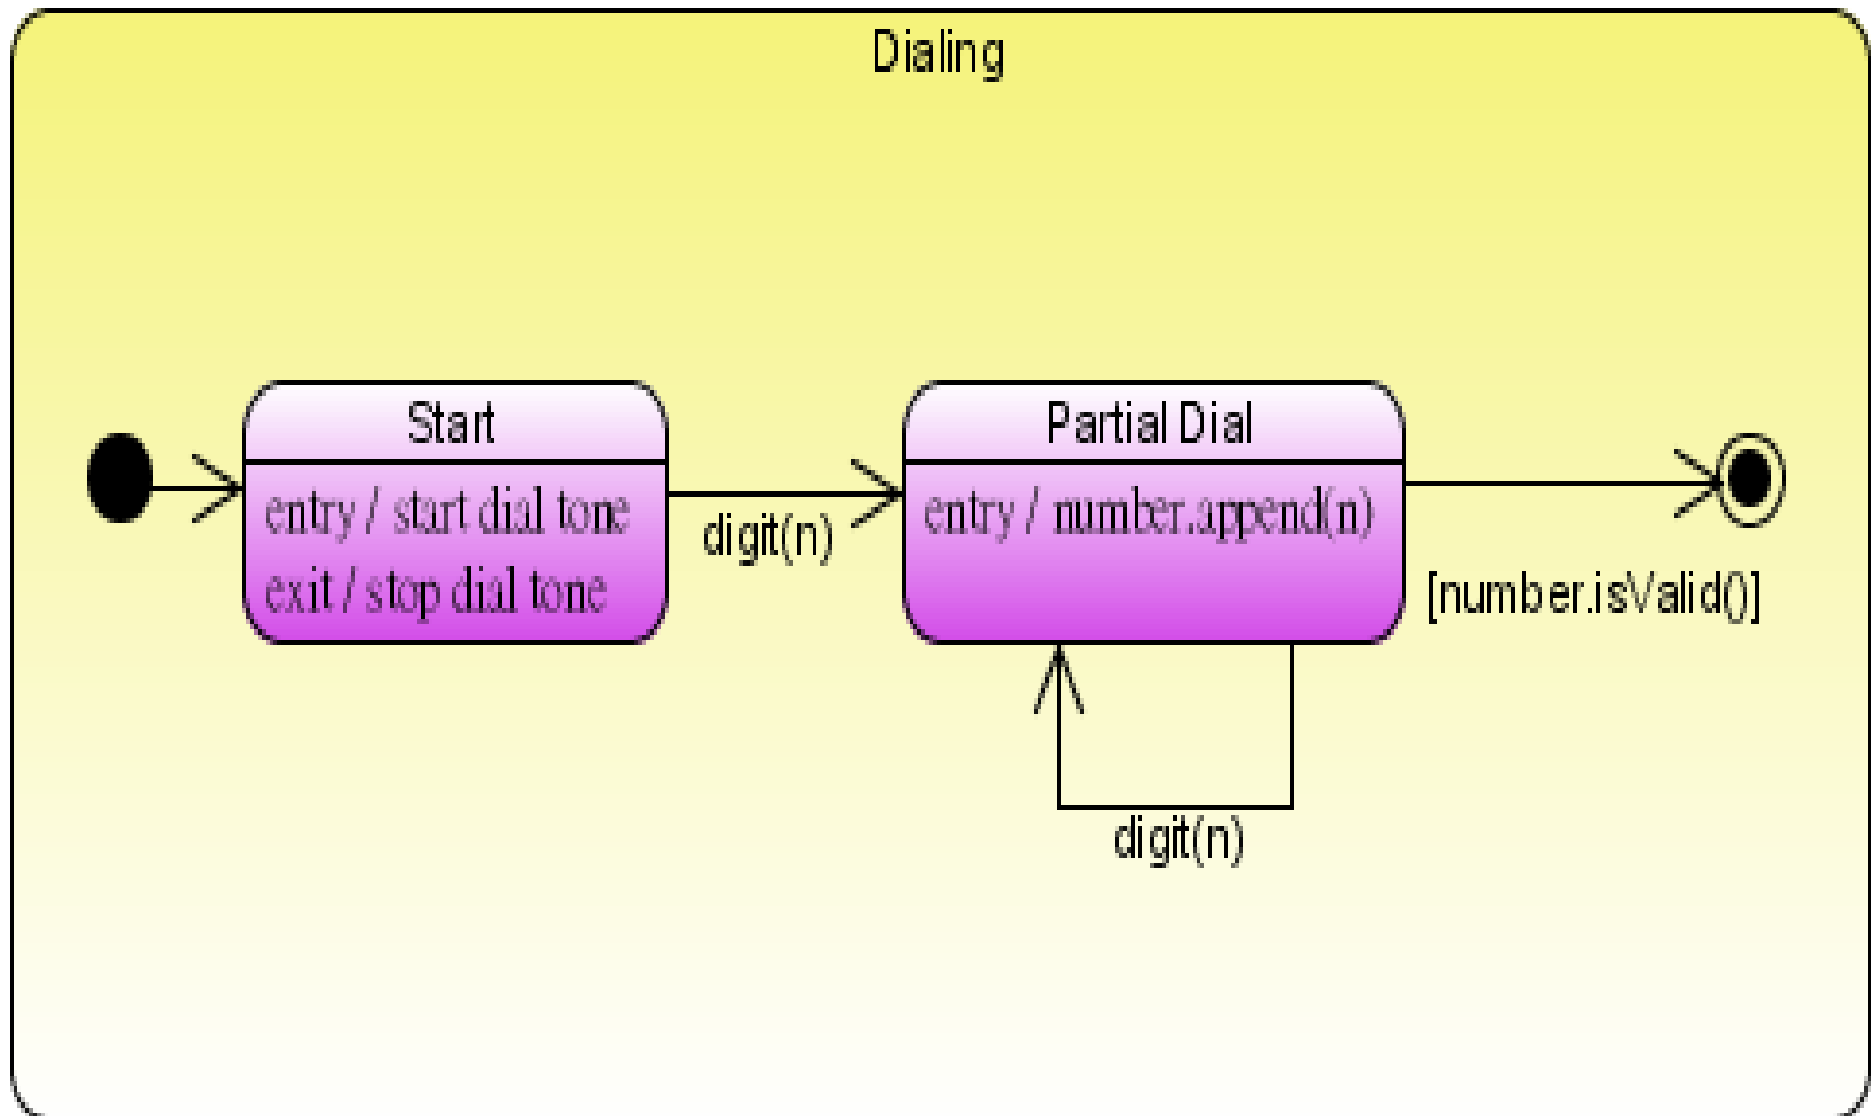 Dialing
Start
entry / start dial tone
exit / stop dial tone
digit(n)
Partial Dial
entry / number.append(n)
[number.isValid()]
digit(n)